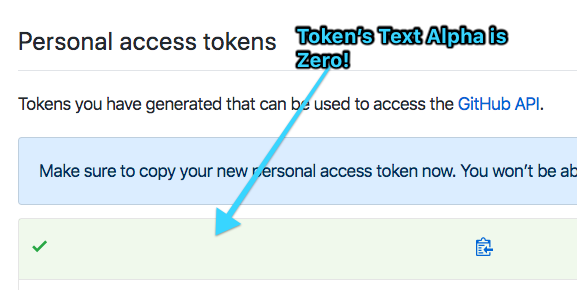 Personal access tokens
Token's Text Alpha is
Zero!
Tokens you have generated that can be used to access the GitHub API.
Make sure to copy your new personal access token now. You won't be ab